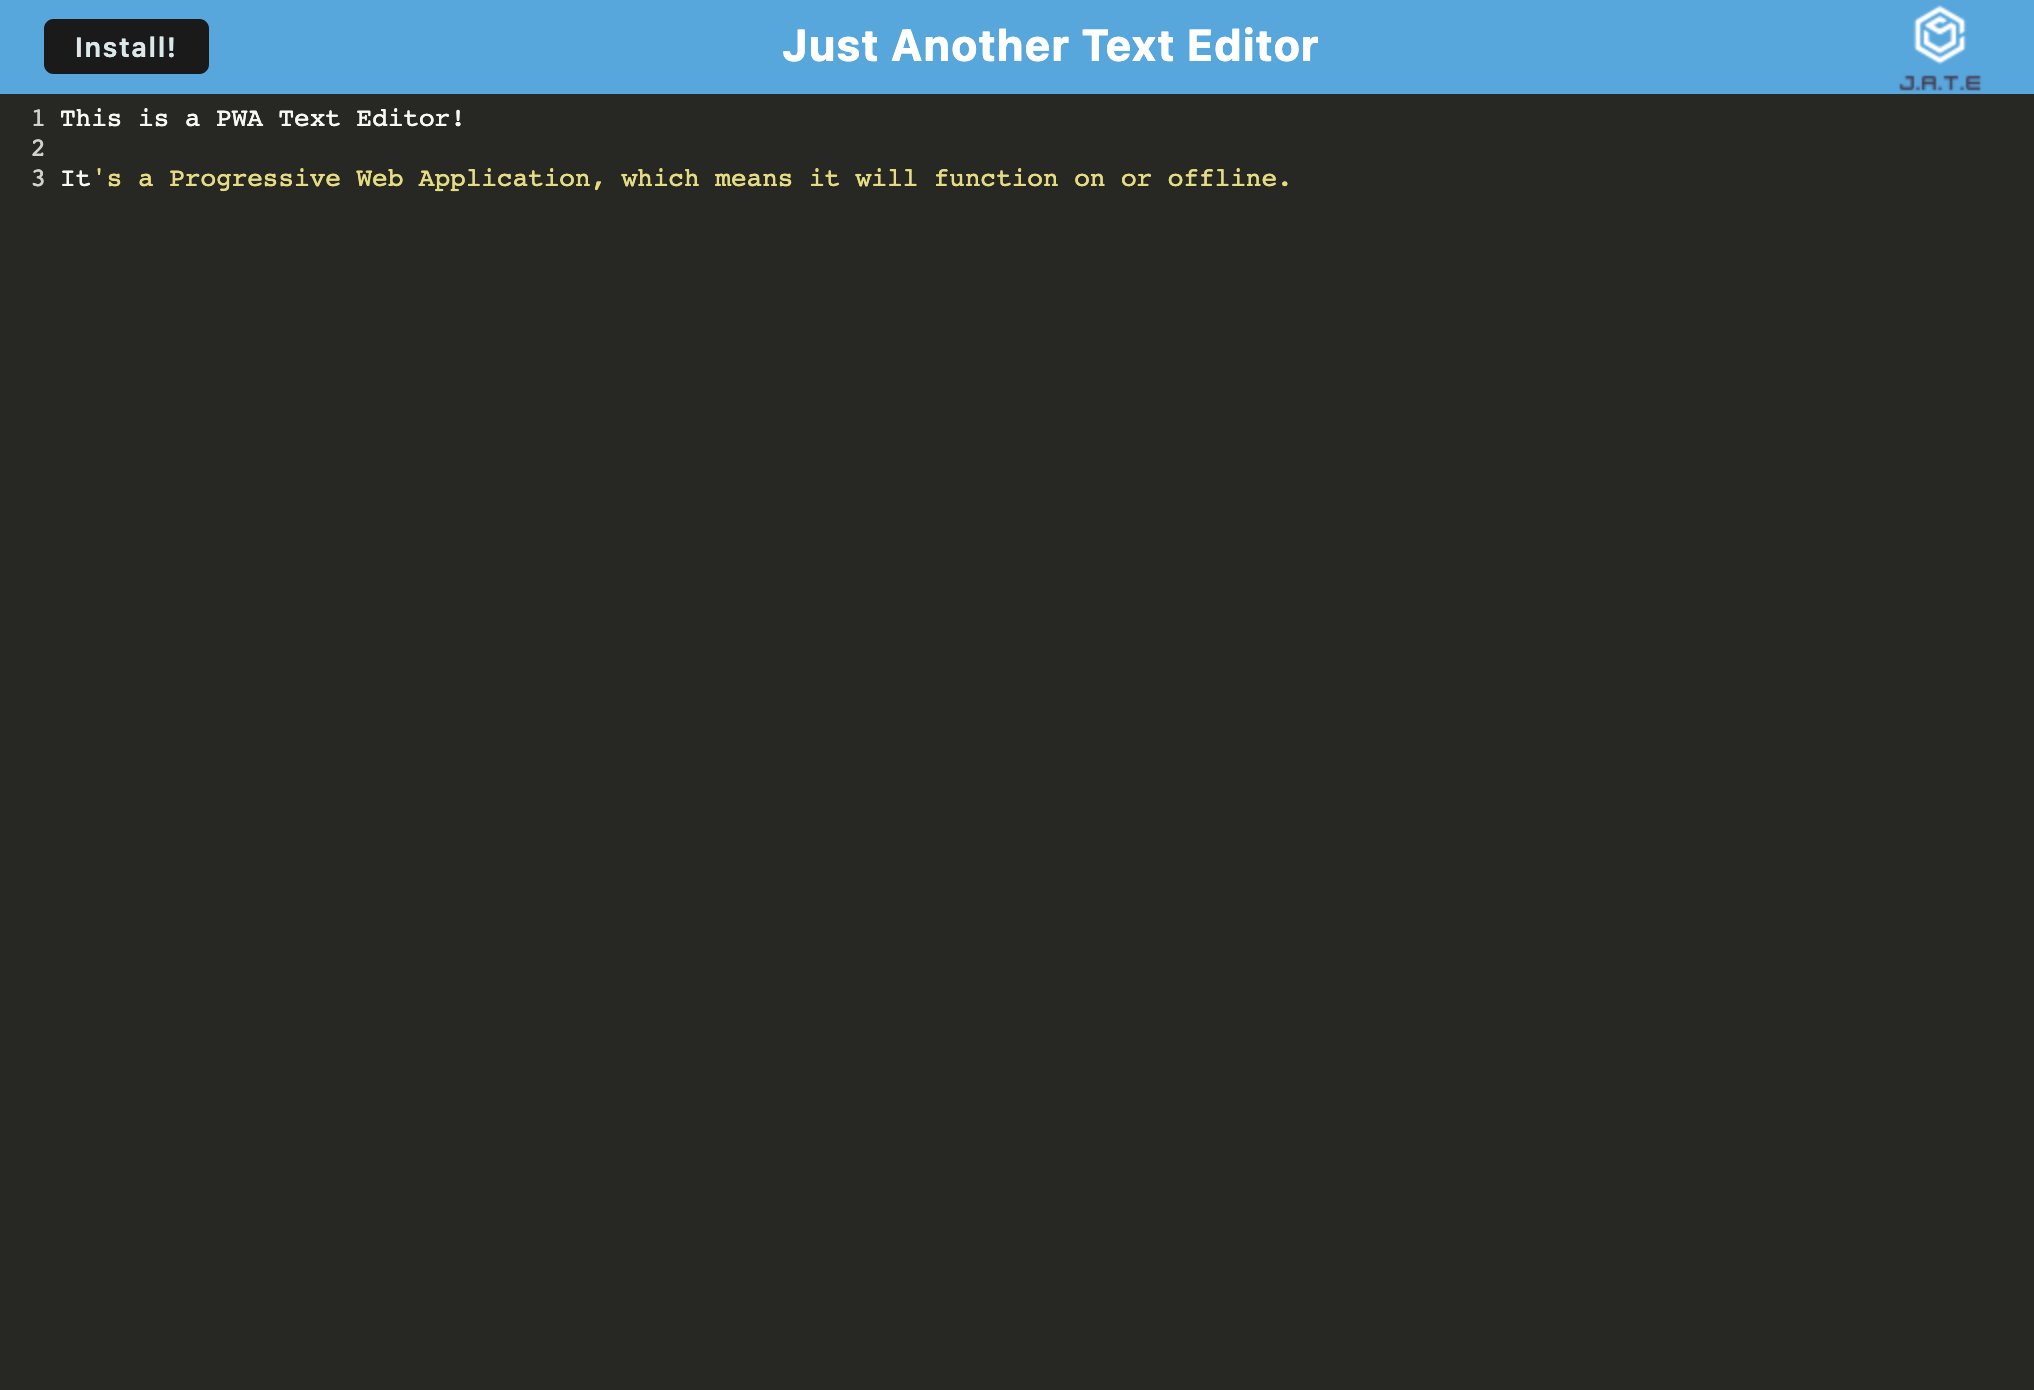 Install!
Just Another Text Editor
J.A.T.E
1 This is a PWA Text Editor!
2
3 It's a Progressive Web Application, which means it will function on or offline.